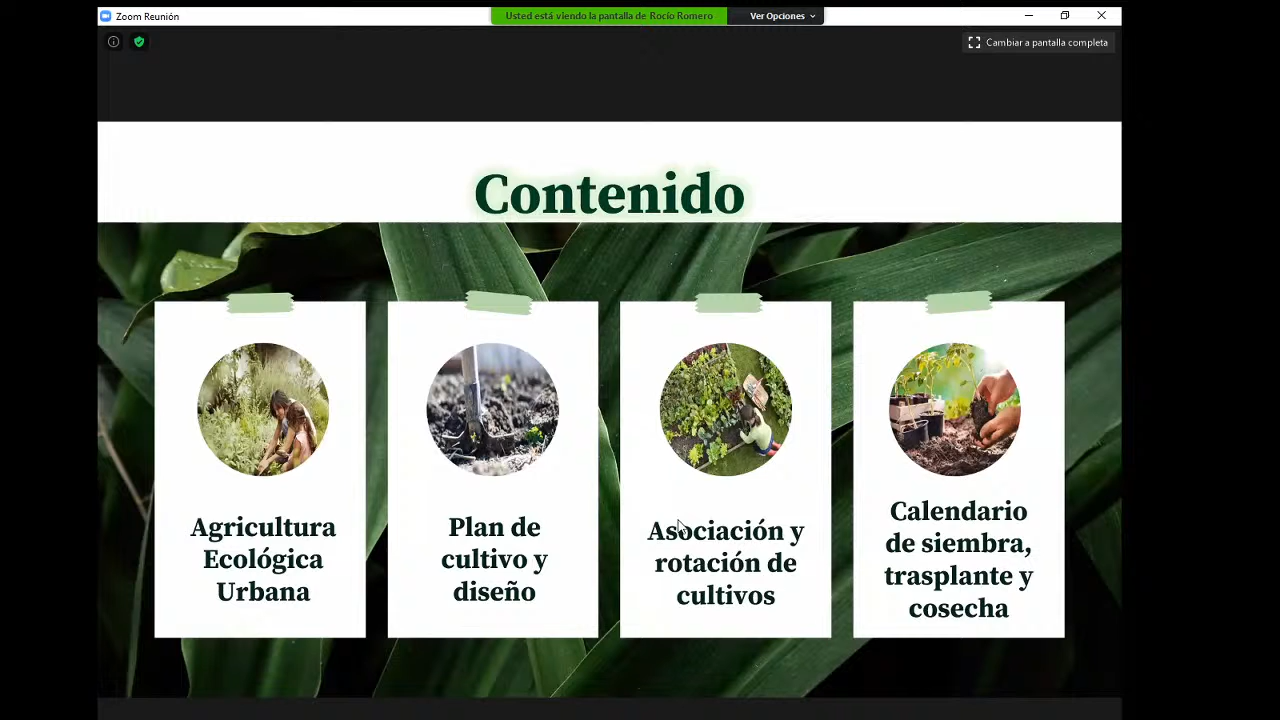 Zoom Reunión
Usted está viendo la pantalla de Rocío Romero
Ver Opciones
Cambiar a pantalla completa
Contenido
Agricultura
Ecológica
Urbana
Plan de
cultivo y
diseño
Asociación y
rotación de
cultivos
Calendario
de siembra,
trasplante y
cosecha